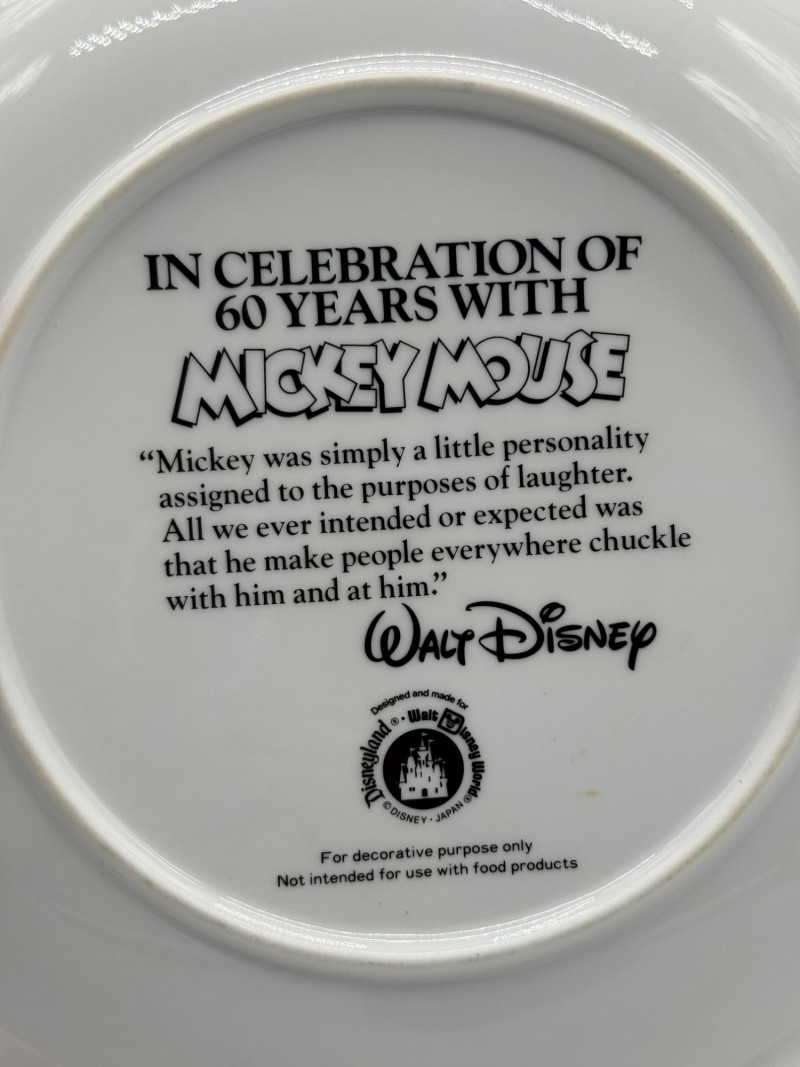 IN CELEBRATION OF
60 YEARS WITH
MICKEY MOUSE
“Mickey was simply a little personality
assigned to the purposes of laughter.
All we ever intended or expected was
that he make people everywhere chuckle
with him and at him.”
WALT DISNEY
Designed and made for
Disneyland ® · Walt Disney World ®
© DISNEY · JAPAN
For decorative purpose only
Not intended for use with food products